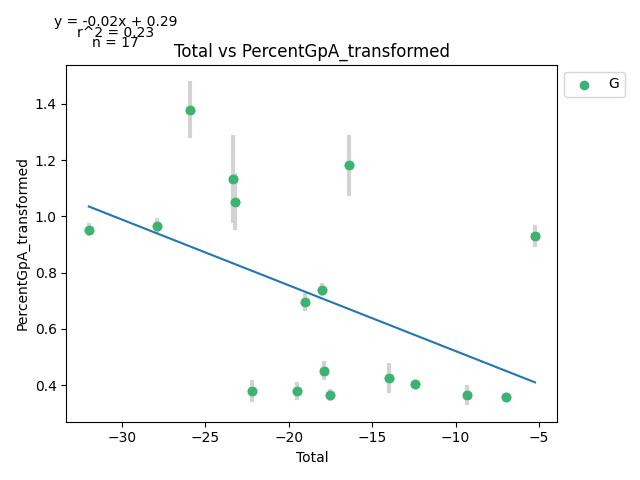 y = -0.02x + 0.29
r^2 = 0.23
n = 17
Total vs PercentGpA_transformed
G
PercentGpA_transformed
1.4
1.2
1.0
0.8
0.6
0.4
−30 −25 −20 −15 −10 −5
Total